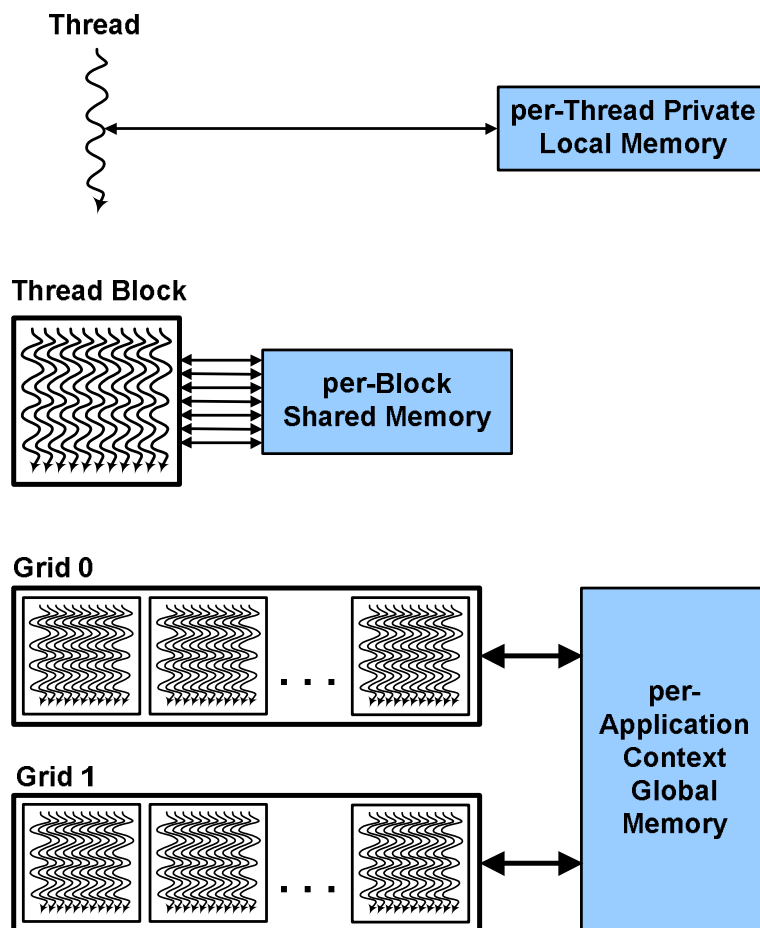 Thread
per-Thread Private
Local Memory
Thread Block
per-Block
Shared Memory
Grid 0
. . .
per-
Application
Context
Global
Memory
Grid 1
. . .